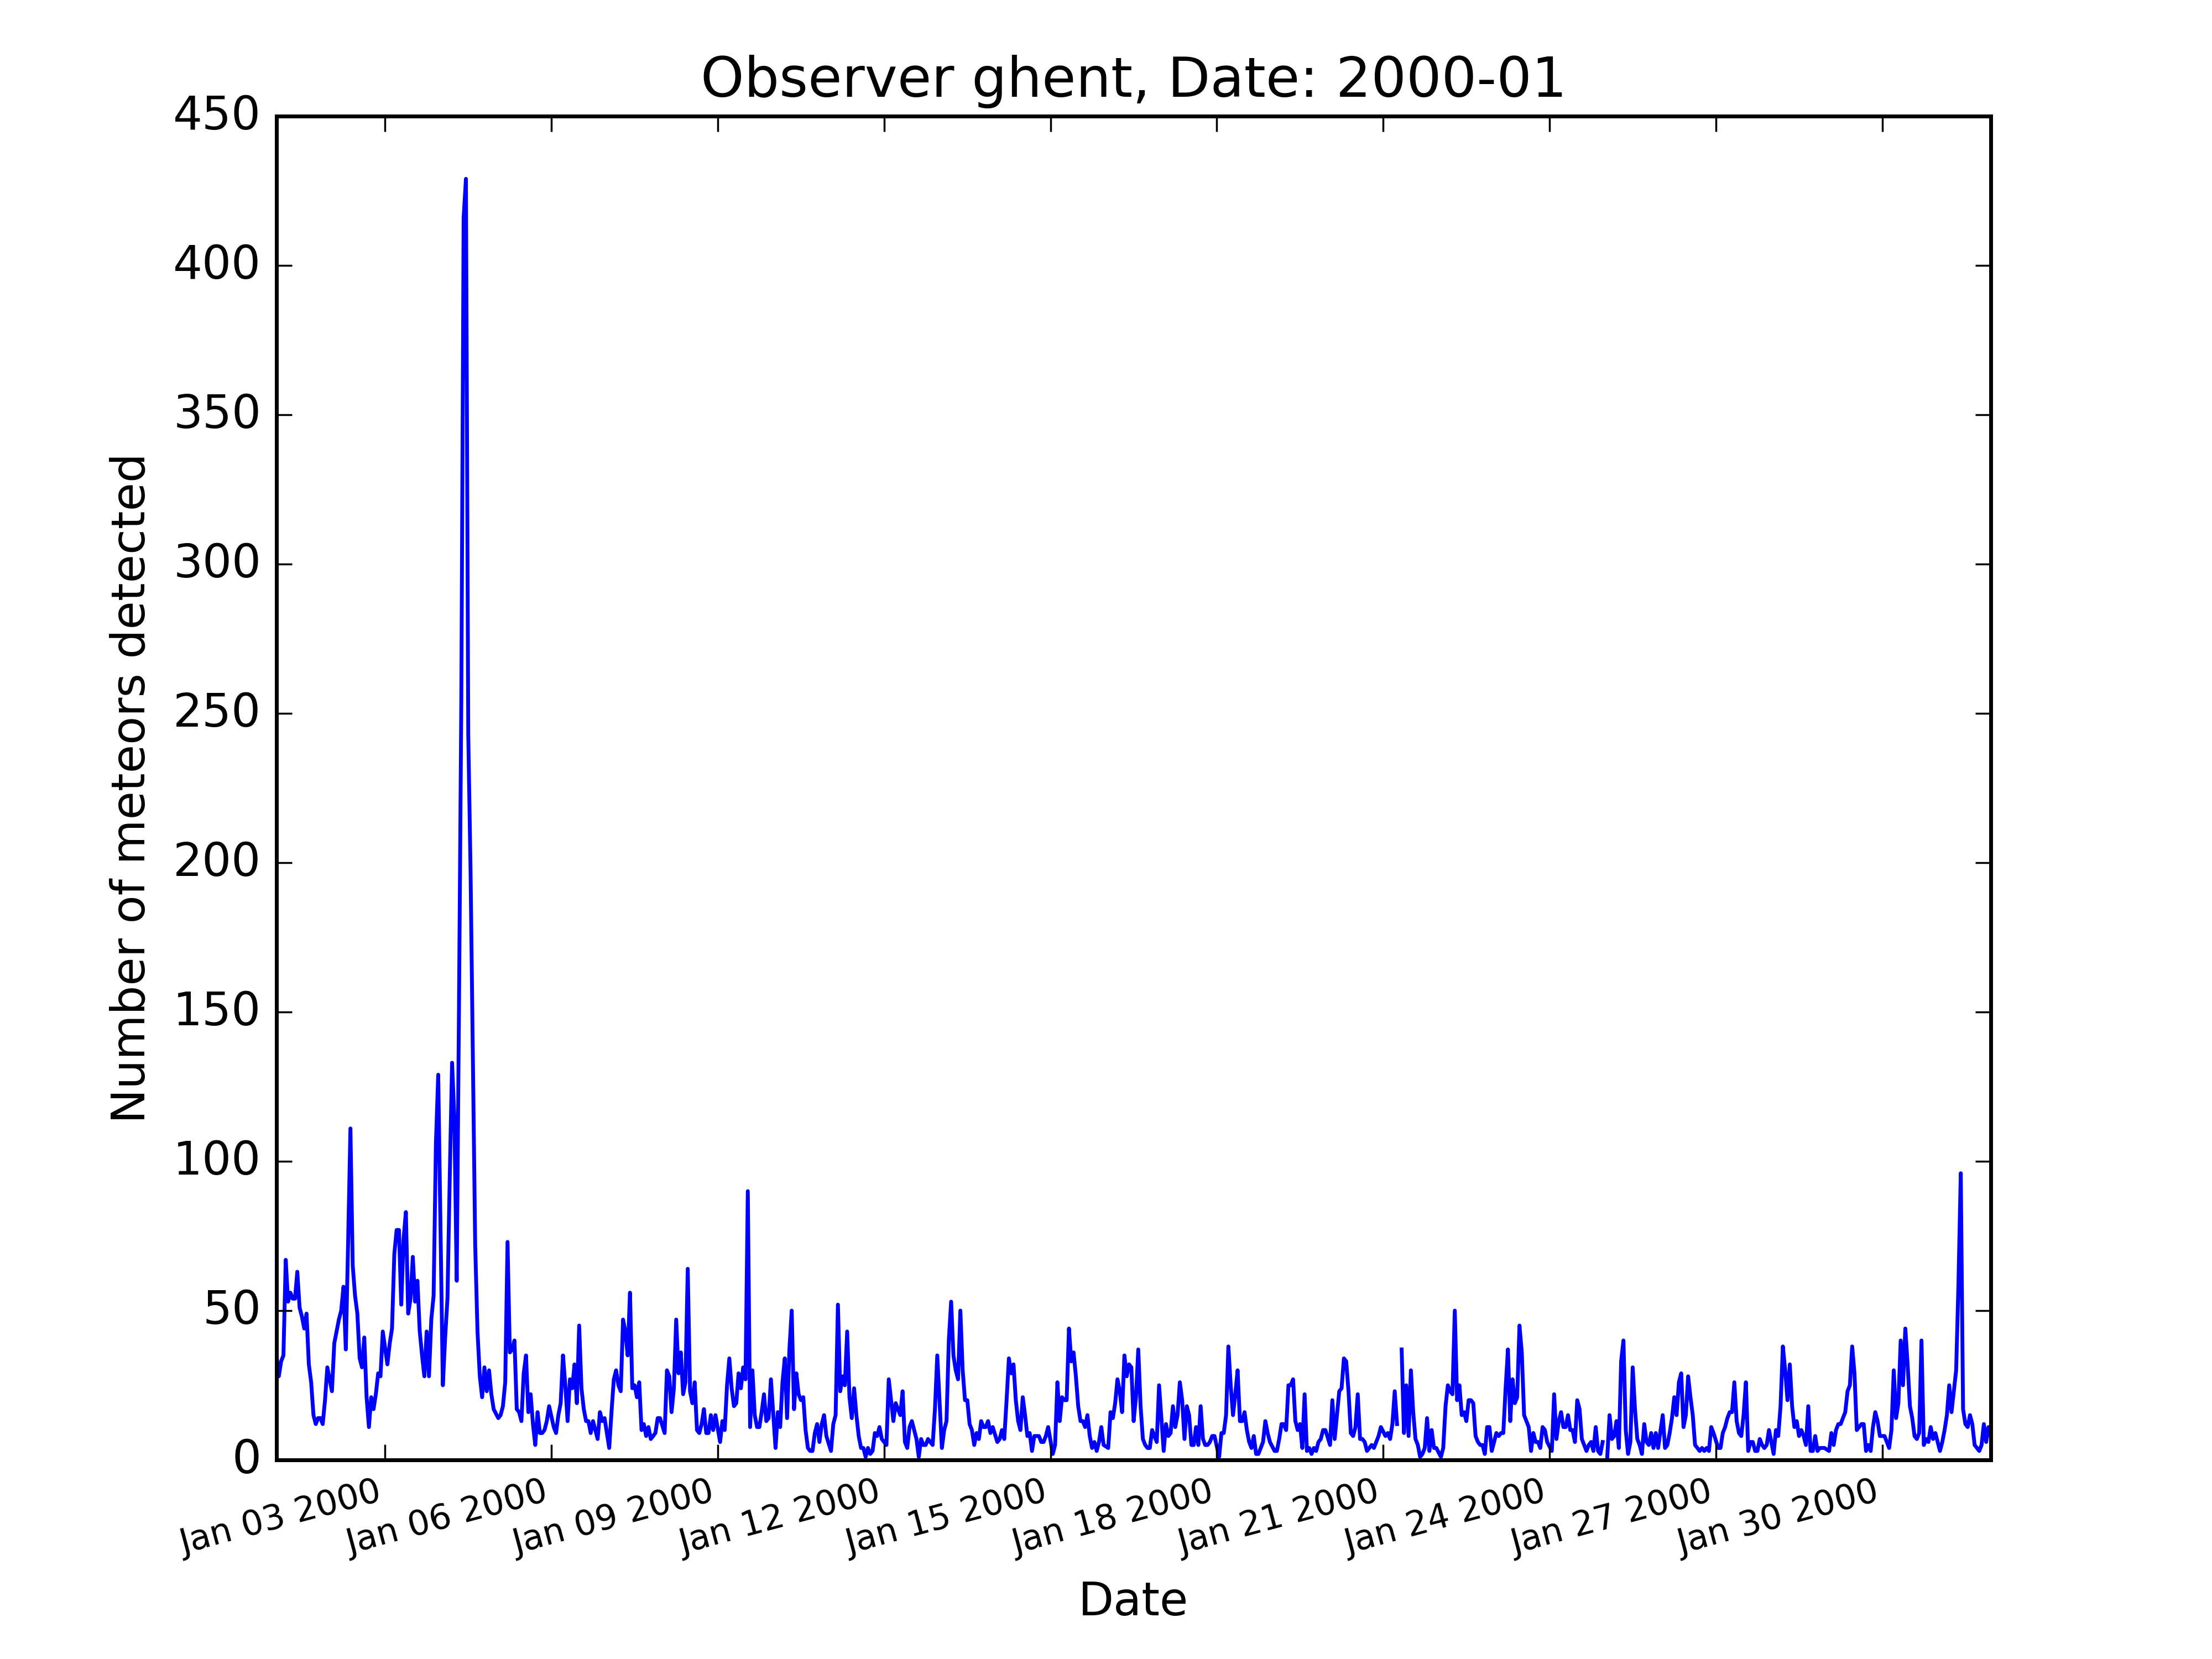 Observer ghent, Date: 2000-01
450
400
350
300
250
200
150
100
50
0
Number of meteors detected
Jan 03 2000
Jan 06 2000
Jan 09 2000
Jan 12 2000
Jan 15 2000
Jan 18 2000
Jan 21 2000
Jan 24 2000
Jan 27 2000
Jan 30 2000
Date